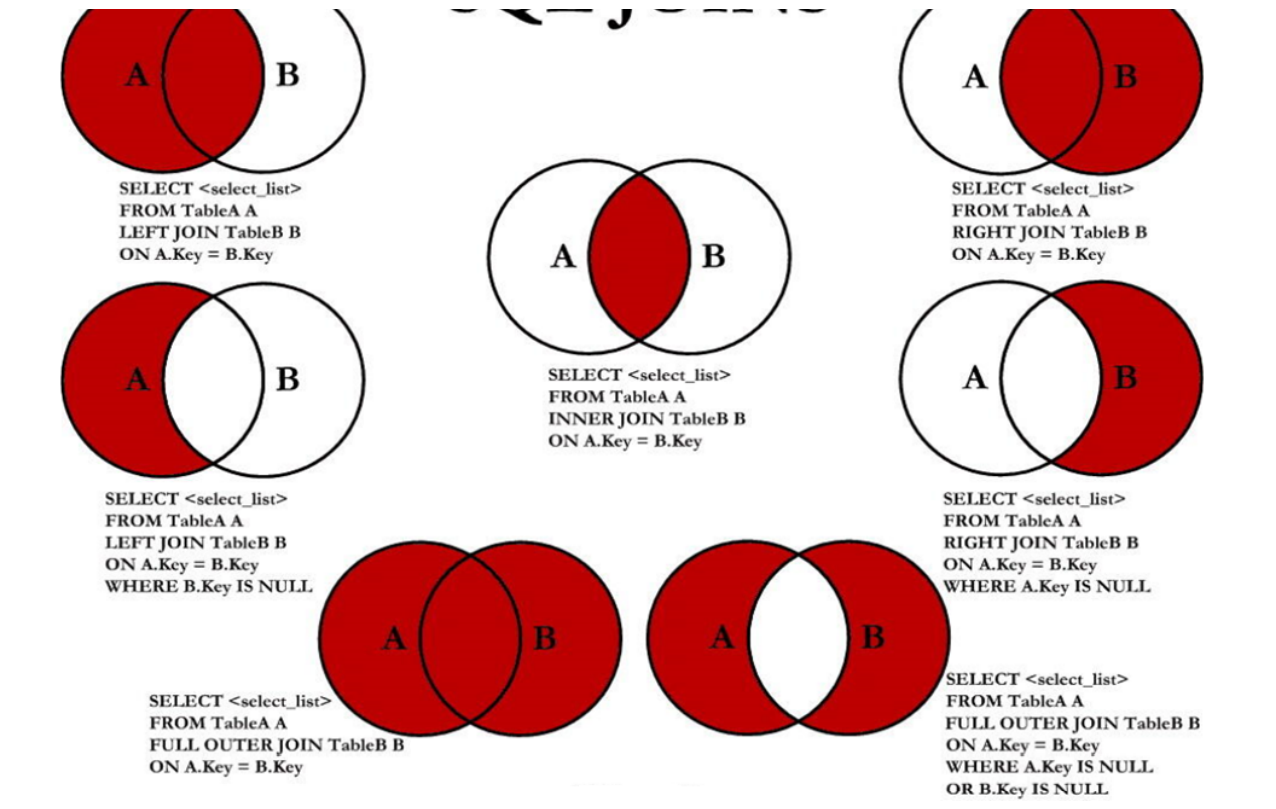 SQL JOINS
A B
SELECT <select_list>
FROM TableA A
LEFT JOIN TableB B
ON A.Key = B.Key
A B
SELECT <select_list>
FROM TableA A
RIGHT JOIN TableB B
ON A.Key = B.Key
A B
SELECT <select_list>
FROM TableA A
INNER JOIN TableB B
ON A.Key = B.Key
A B
SELECT <select_list>
FROM TableA A
LEFT JOIN TableB B
ON A.Key = B.Key
WHERE B.Key IS NULL
A B
SELECT <select_list>
FROM TableA A
RIGHT JOIN TableB B
ON A.Key = B.Key
WHERE A.Key IS NULL
A B
SELECT <select_list>
FROM TableA A
FULL OUTER JOIN TableB B
ON A.Key = B.Key
A B
SELECT <select_list>
FROM TableA A
FULL OUTER JOIN TableB B
ON A.Key = B.Key
WHERE A.Key IS NULL
OR B.Key IS NULL